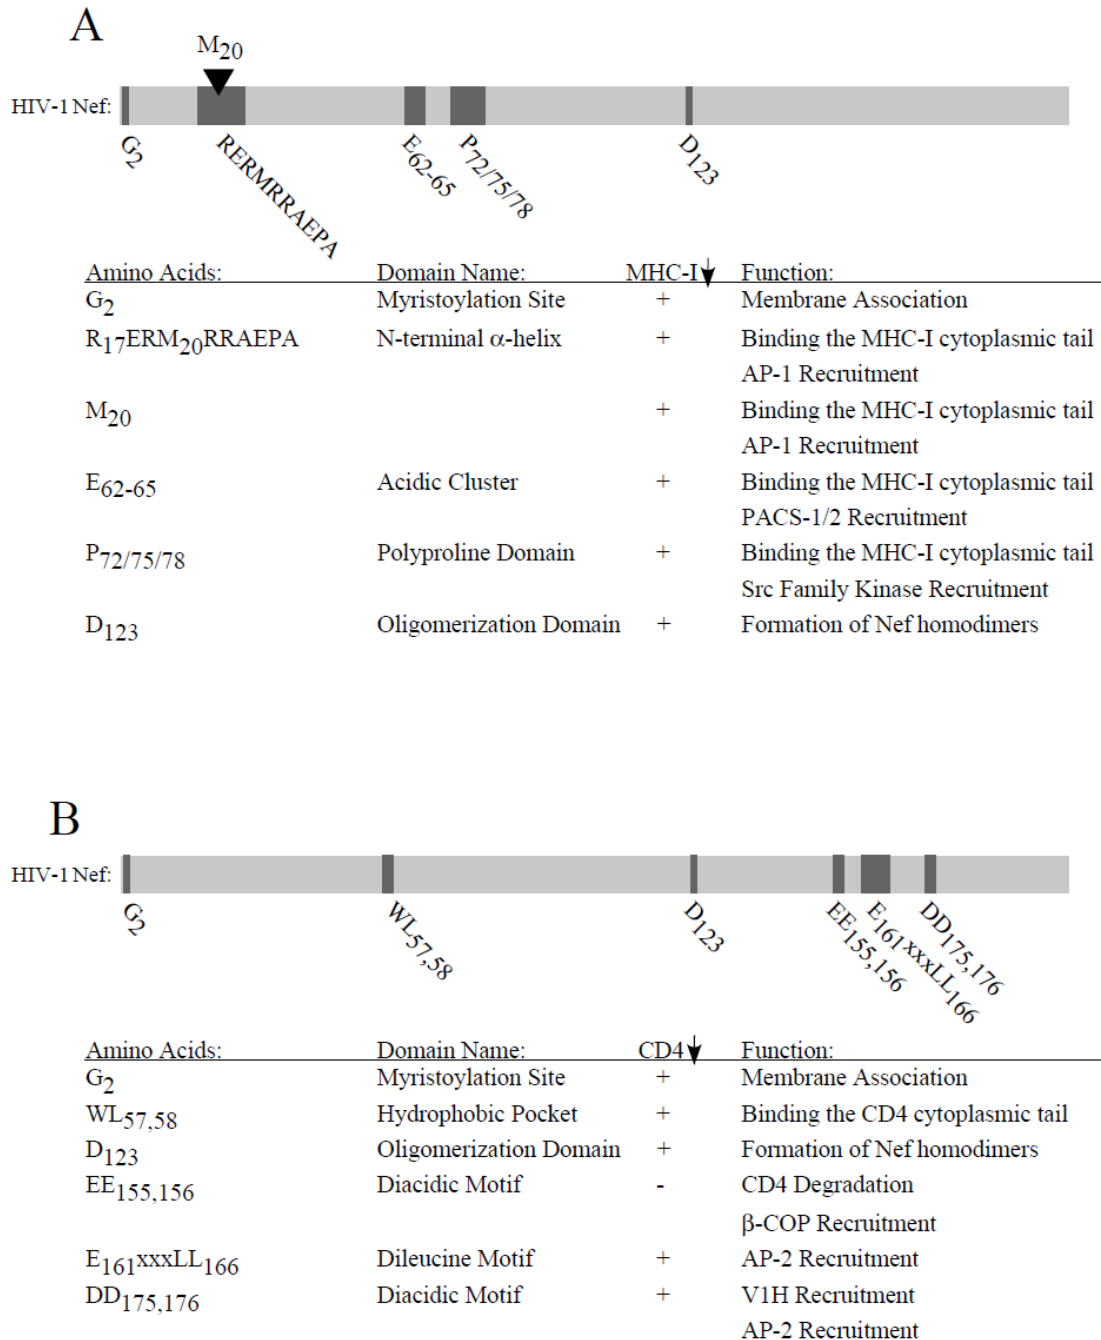 A
M20
HIV-1 Nef:
G2
RERMRRAEPA
E62-65
P72/75/78
D123
Amino Acids: Domain Name: MHC-I↓ Function:
G2 Myristoylation Site + Membrane Association
R17ERM20RRAEPA N-terminal α-helix + Binding the MHC-I cytoplasmic tail
AP-1 Recruitment
M20 + Binding the MHC-I cytoplasmic tail
AP-1 Recruitment
E62-65 Acidic Cluster + Binding the MHC-I cytoplasmic tail
PACS-1/2 Recruitment
P72/75/78 Polyproline Domain + Binding the MHC-I cytoplasmic tail
Src Family Kinase Recruitment
D123 Oligomerization Domain + Formation of Nef homodimers
B
HIV-1 Nef:
G2
WL57,58
D123
EE155,156
E161xxxLL166
DD175,176
Amino Acids: Domain Name: CD4↓ Function:
G2 Myristoylation Site + Membrane Association
WL57,58 Hydrophobic Pocket + Binding the CD4 cytoplasmic tail
D123 Oligomerization Domain + Formation of Nef homodimers
EE155,156 Diacidic Motif - CD4 Degradation
β-COP Recruitment
E161xxxLL166 Dileucine Motif + AP-2 Recruitment
DD175,176 Diacidic Motif + V1H Recruitment
AP-2 Recruitment